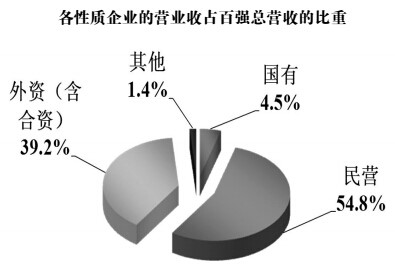 各性质企业的营业收占百强总营收的比重
其他
1.4%
国有
4.5%
外资（含
合资）
39.2%
民营
54.8%